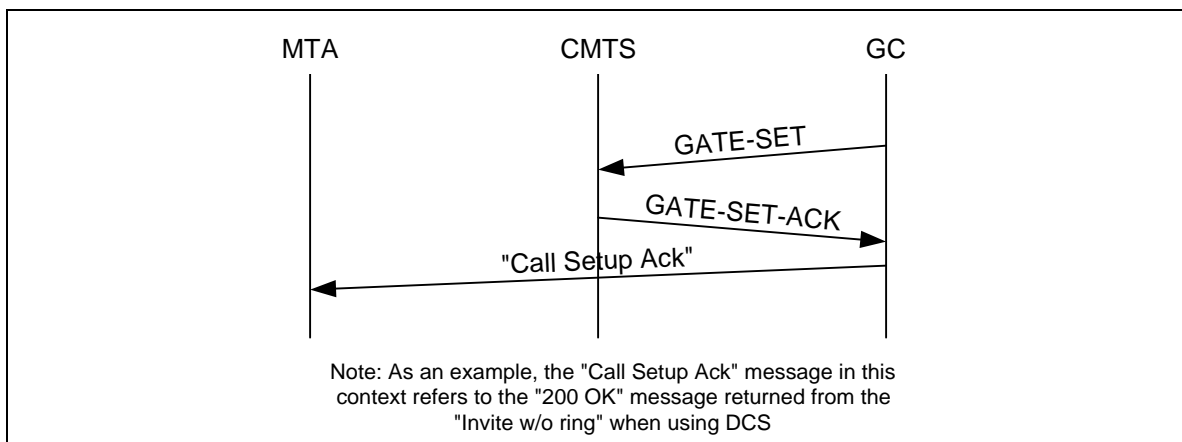 MTA CMTS GC
GATE-SET
GATE-SET-ACK
"Call Setup Ack"
Note: As an example, the "Call Setup Ack" message in this
context refers to the "200 OK" message returned from the
"Invite w/o ring" when using DCS